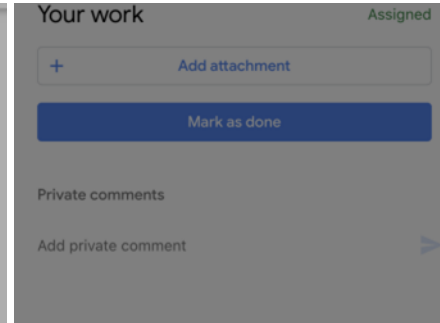 Your work
Assigned
+ Add attachment
Mark as done
Private comments
Add private comment